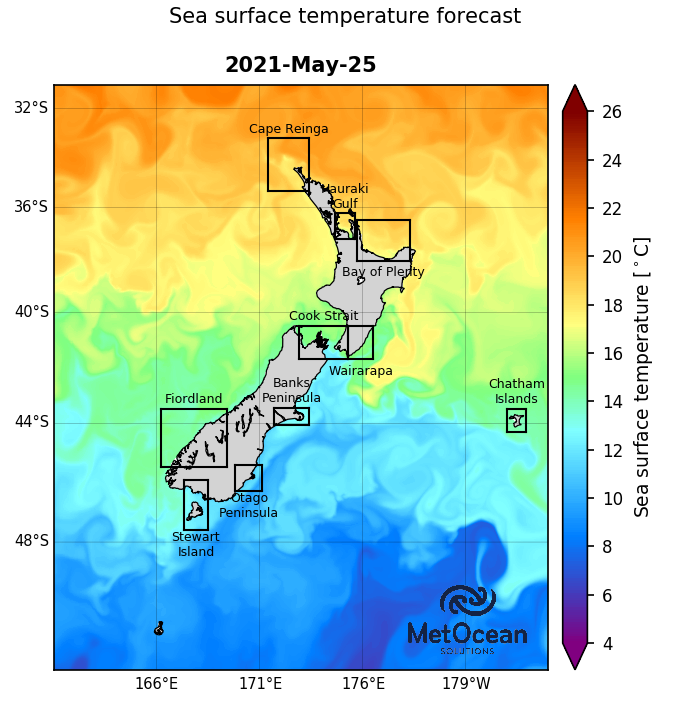 Sea surface temperature forecast
2021-May-25
32°S
36°S
40°S
44°S
48°S
166°E
171°E
176°E
179°W
Cape Reinga
Hauraki
Gulf
Bay of Plenty
Cook Strait
Wairarapa
Banks
Peninsula
Fiordland
Chatham
Islands
Otago
Peninsula
Stewart
Island
MetOcean
SOLUTIONS
26
24
22
20
18
16
14
12
10
8
6
4
Sea surface temperature [°C]